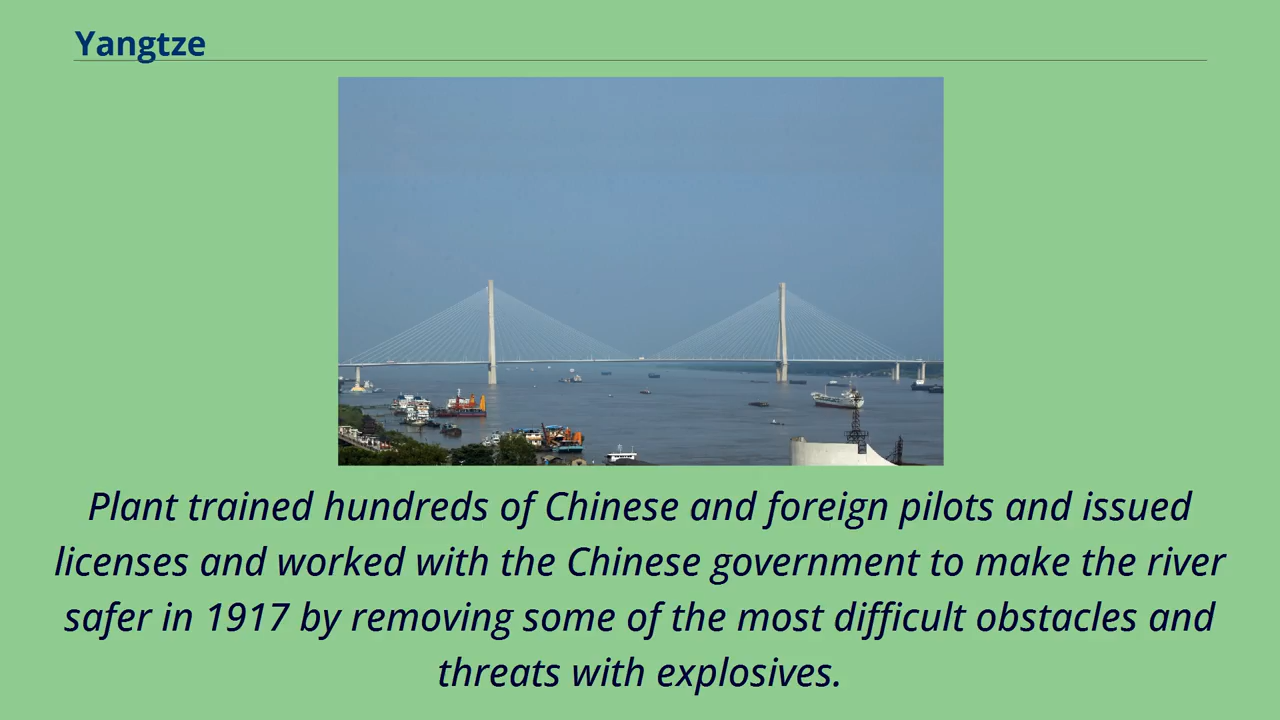 Yangtze
Plant trained hundreds of Chinese and foreign pilots and issued
licenses and worked with the Chinese government to make the river
safer in 1917 by removing some of the most difficult obstacles and
threats with explosives.